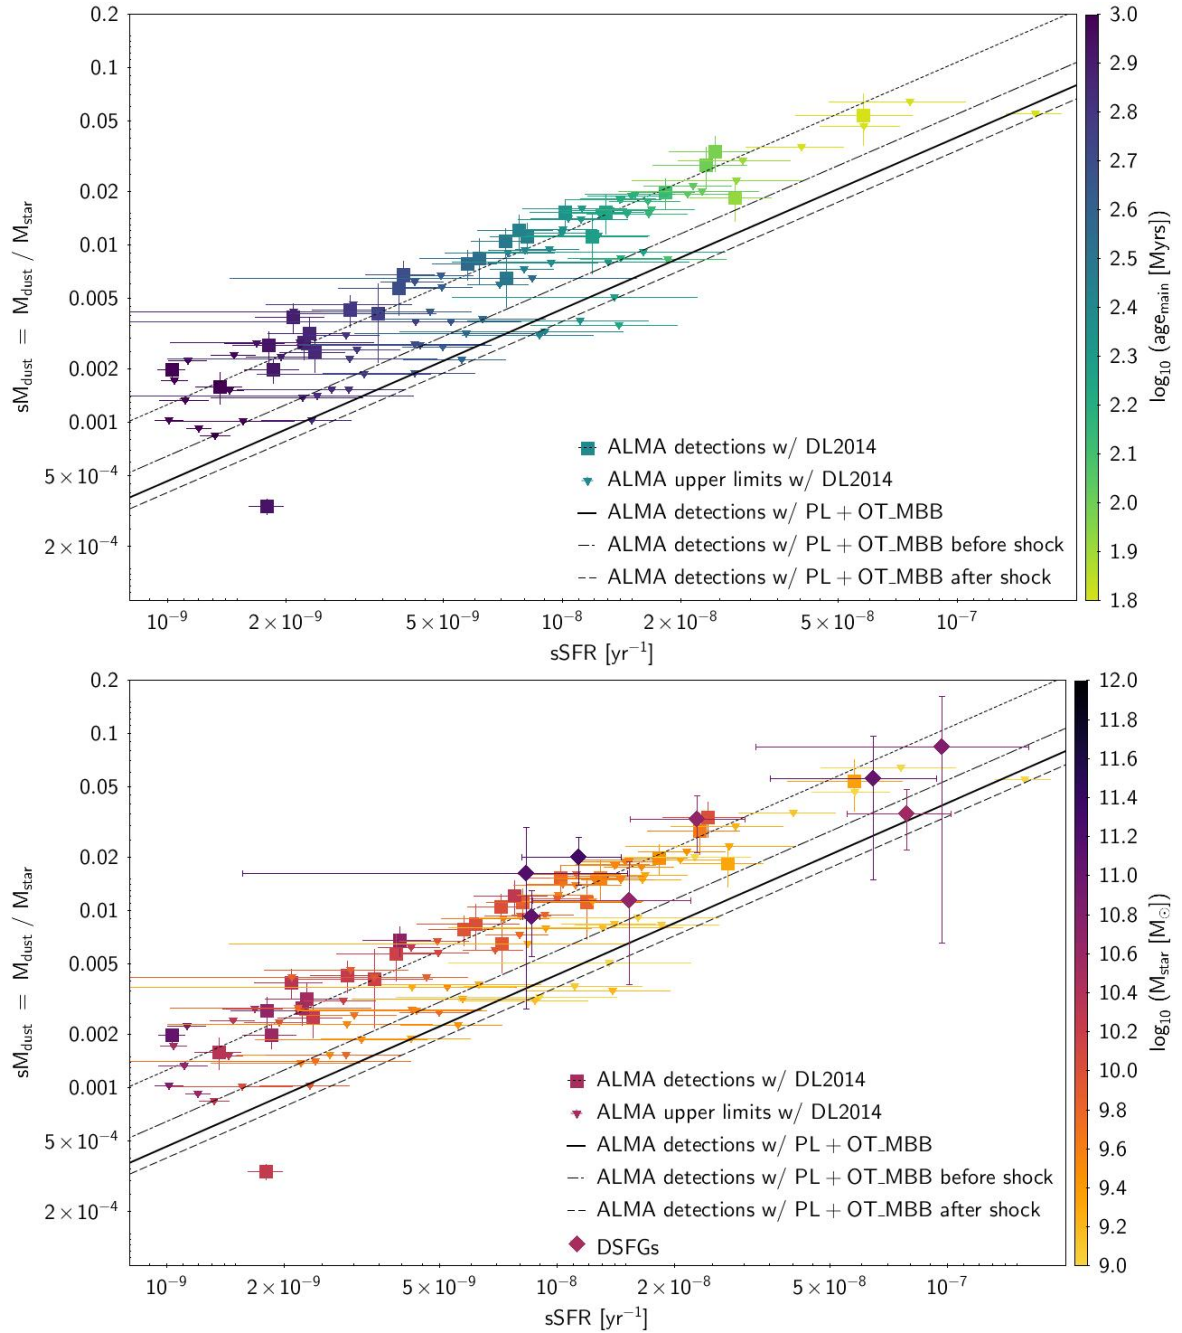 0.2
0.1
0.05
0.02
0.01
0.005
0.002
0.001
5 × 10⁻⁴
2 × 10⁻⁴
sM_dust = M_dust / M_star
ALMA detections w/ DL2014
ALMA upper limits w/ DL2014
ALMA detections w/ PL + OT_MBB
ALMA detections w/ PL + OT_MBB before shock
ALMA detections w/ PL + OT_MBB after shock
10⁻⁹ 2 × 10⁻⁹ 5 × 10⁻⁹ 10⁻⁸ 2 × 10⁻⁸ 5 × 10⁻⁸ 10⁻⁷
sSFR [yr⁻¹]
3.0
2.9
2.8
2.7
2.6
2.5
2.4
2.3
2.2
2.1
2.0
1.9
1.8
log₁₀ (age_main [Myrs])
0.2
0.1
0.05
0.02
0.01
0.005
0.002
0.001
5 × 10⁻⁴
2 × 10⁻⁴
sM_dust = M_dust / M_star
ALMA detections w/ DL2014
ALMA upper limits w/ DL2014
ALMA detections w/ PL + OT_MBB
ALMA detections w/ PL + OT_MBB before shock
ALMA detections w/ PL + OT_MBB after shock
DSFGs
10⁻⁹ 2 × 10⁻⁹ 5 × 10⁻⁹ 10⁻⁸ 2 × 10⁻⁸ 5 × 10⁻⁸ 10⁻⁷
sSFR [yr⁻¹]
12.0
11.8
11.6
11.4
11.2
11.0
10.8
10.6
10.4
10.2
10.0
9.8
9.6
9.4
9.2
9.0
log₁₀ (M_star [M_☉])